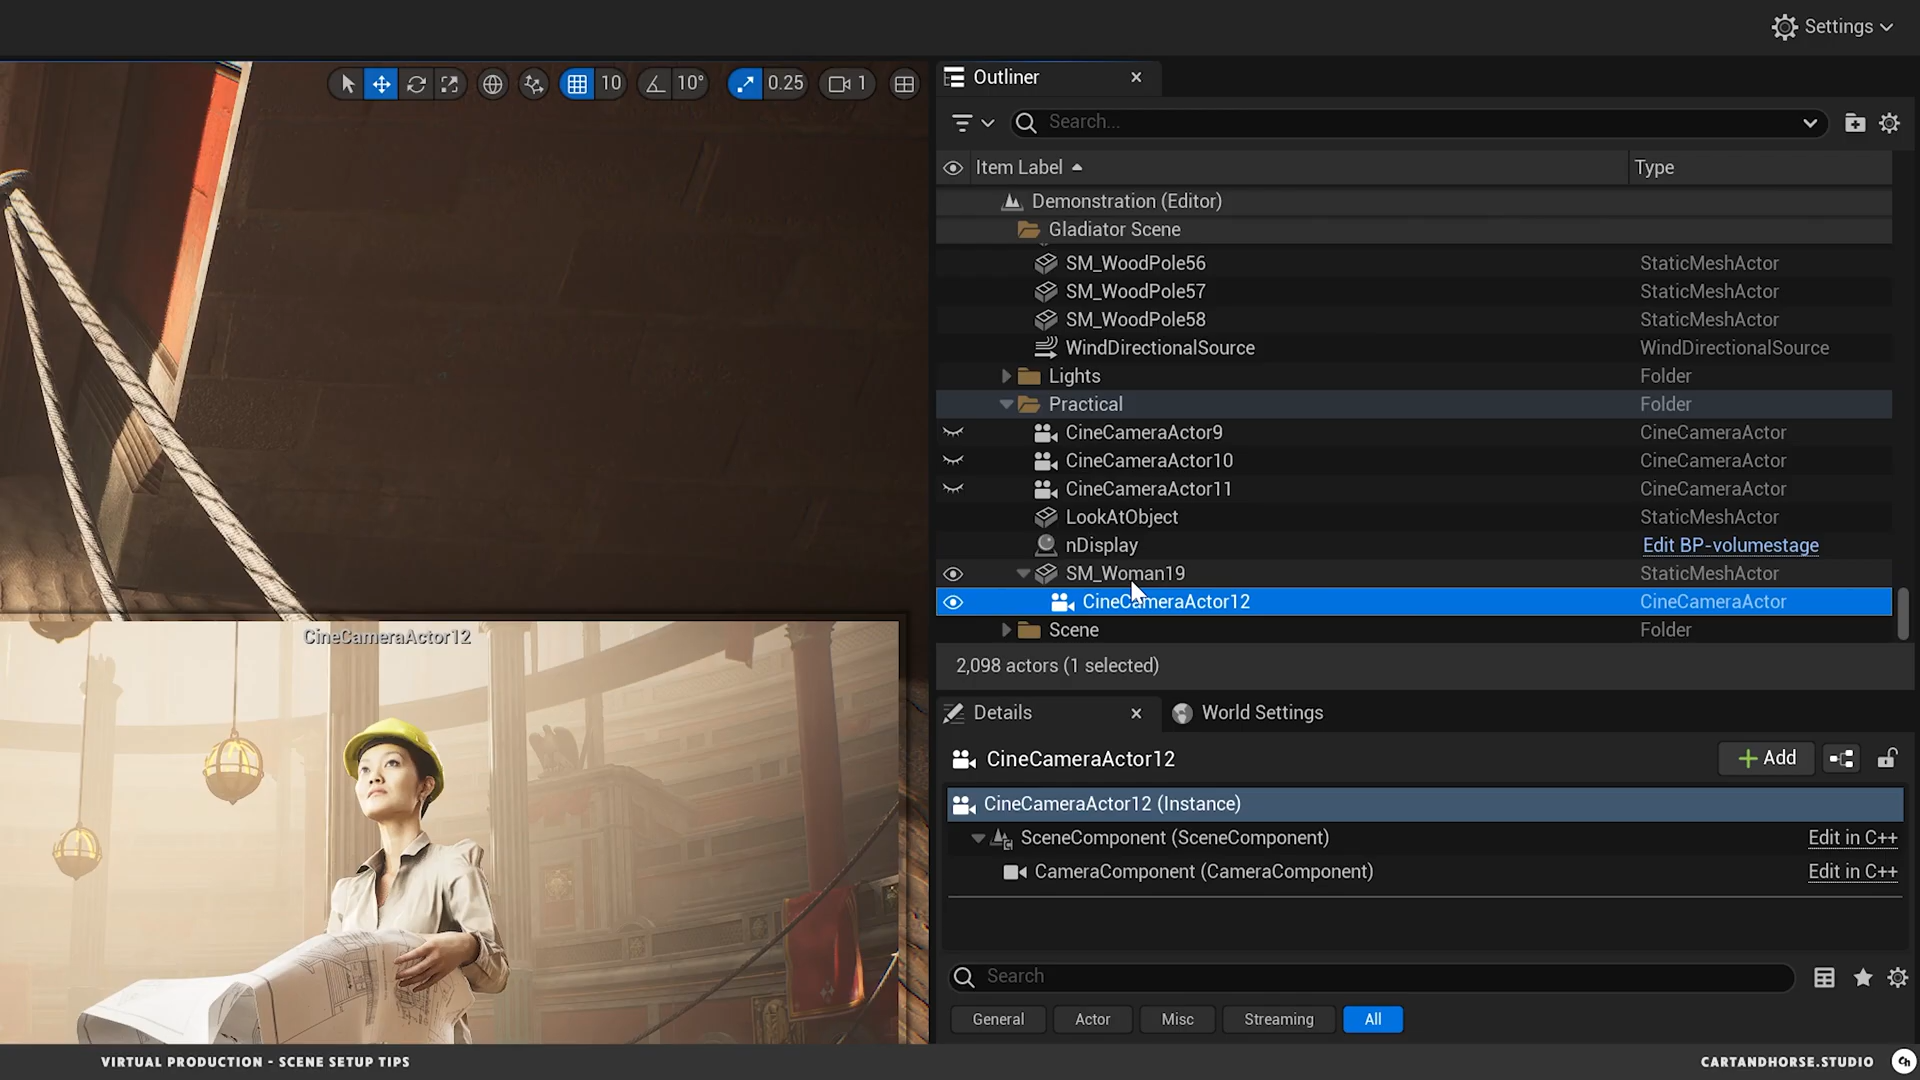 Settings
10
10°
0.25
1
Outliner
Search...
Item Label
Type
Demonstration (Editor)
Gladiator Scene
SM_WoodPole56 StaticMeshActor
SM_WoodPole57 StaticMeshActor
SM_WoodPole58 StaticMeshActor
WindDirectionalSource WindDirectionalSource
Lights Folder
Practical Folder
CineCameraActor9 CineCameraActor
CineCameraActor10 CineCameraActor
CineCameraActor11 CineCameraActor
LookAtObject StaticMeshActor
nDisplay Edit BP-volumestage
SM_Woman19 StaticMeshActor
CineCameraActor12 CineCameraActor
Scene Folder
2,098 actors (1 selected)
CineCameraActor12
Details
World Settings
CineCameraActor12
Add
CineCameraActor12 (Instance)
SceneComponent (SceneComponent) Edit in C++
CameraComponent (CameraComponent) Edit in C++
Search
General
Actor
Misc
Streaming
All
VIRTUAL PRODUCTION - SCENE SETUP TIPS
CARTANDHORSE.STUDIO